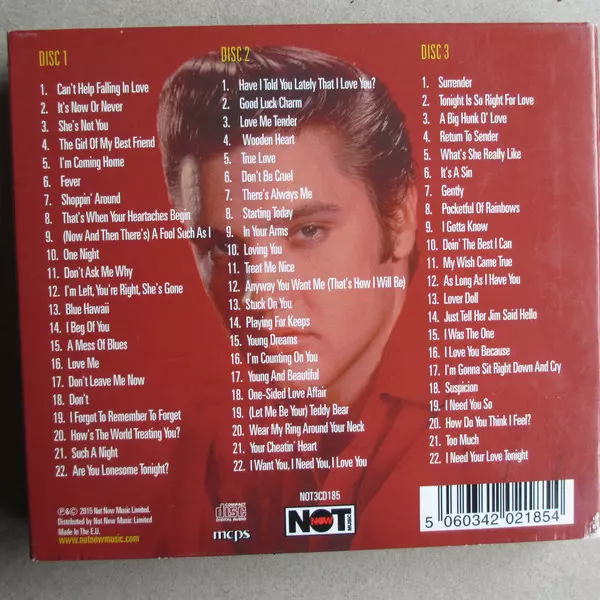 DISC 1
1. Can't Help Falling In Love
2. It's Now Or Never
3. She's Not You
4. The Girl Of My Best Friend
5. I'm Coming Home
6. Fever
7. Shoppin' Around
8. That's When Your Heartaches Begin
9. (Now And Then There's) A Fool Such As I
10. One Night
11. Don't Ask Me Why
12. I'm Left, You're Right, She's Gone
13. Blue Hawaii
14. I Beg Of You
15. A Mess Of Blues
16. Love Me
17. Don't Leave Me Now
18. Don't
19. I Forgot To Remember To Forget
20. How's The World Treating You?
21. Such A Night
22. Are You Lonesome Tonight?
DISC 2
1. Have I Told You Lately That I Love You?
2. Good Luck Charm
3. Love Me Tender
4. Wooden Heart
5. True Love
6. Don't Be Cruel
7. There's Always Me
8. Starting Today
9. In Your Arms
10. Loving You
11. Treat Me Nice
12. Anyway You Want Me (That's How I Will Be)
13. Stuck On You
14. Playing For Keeps
15. Young Dreams
16. I'm Counting On You
17. Young And Beautiful
18. One-Sided Love Affair
19. (Let Me Be Your) Teddy Bear
20. Wear My Ring Around Your Neck
21. Your Cheatin' Heart
22. I Want You, I Need You, I Love You
DISC 3
1. Surrender
2. Tonight Is So Right For Love
3. A Big Hunk O' Love
4. Return To Sender
5. What's She Really Like
6. It's A Sin
7. Gently
8. Pocketful Of Rainbows
9. I Gotta Know
10. Doin' The Best I Can
11. My Wish Came True
12. As Long As I Have You
13. Lover Doll
14. Just Tell Her Jim Said Hello
15. I Was The One
16. I Love You Because
17. I'm Gonna Sit Right Down And Cry
18. Suspicion
19. I Need You So
20. How Do You Think I Feel?
21. Too Much
22. I Need Your Love Tonight
℗&© 2015 Not Now Music Limited.
Distributed by Not Now Music Limited
Made in The E.U.
www.notnowmusic.com
COMPACT
disc
DIGITAL AUDIO
mcps
NOT3CD185
NOT NOW MUSIC
5 060342 021854